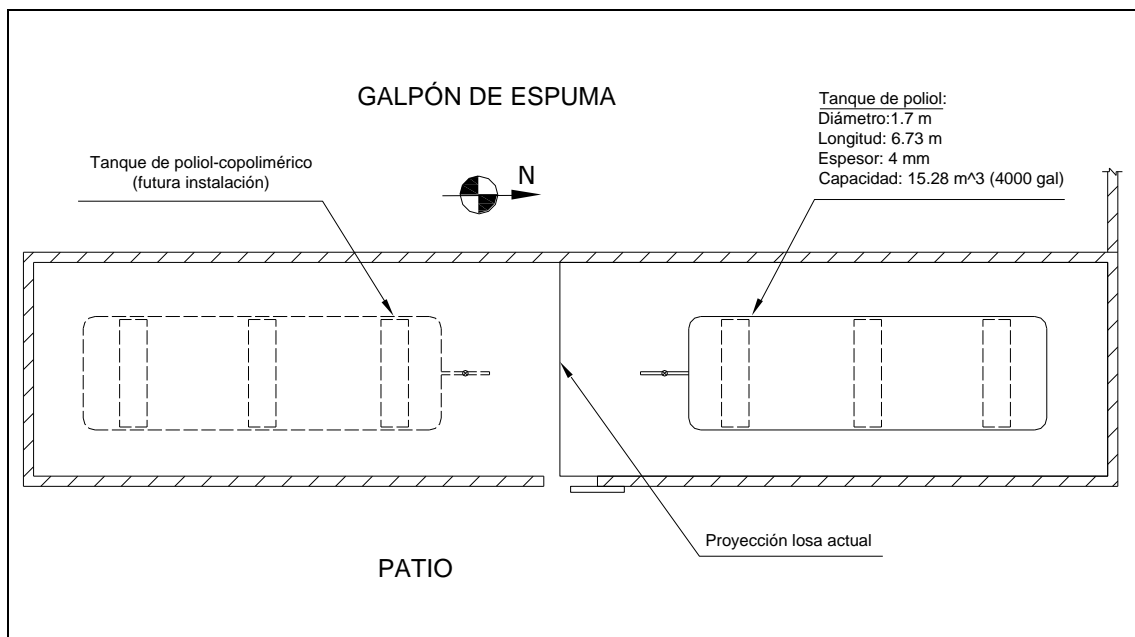 GALPÓN DE ESPUMA
Tanque de poliol:
Diámetro:1.7 m
Longitud: 6.73 m
Espesor: 4 mm
Capacidad: 15.28 m^3 (4000 gal)
Tanque de poliol-copolimérico
(futura instalación)
N
Proyección losa actual
PATIO